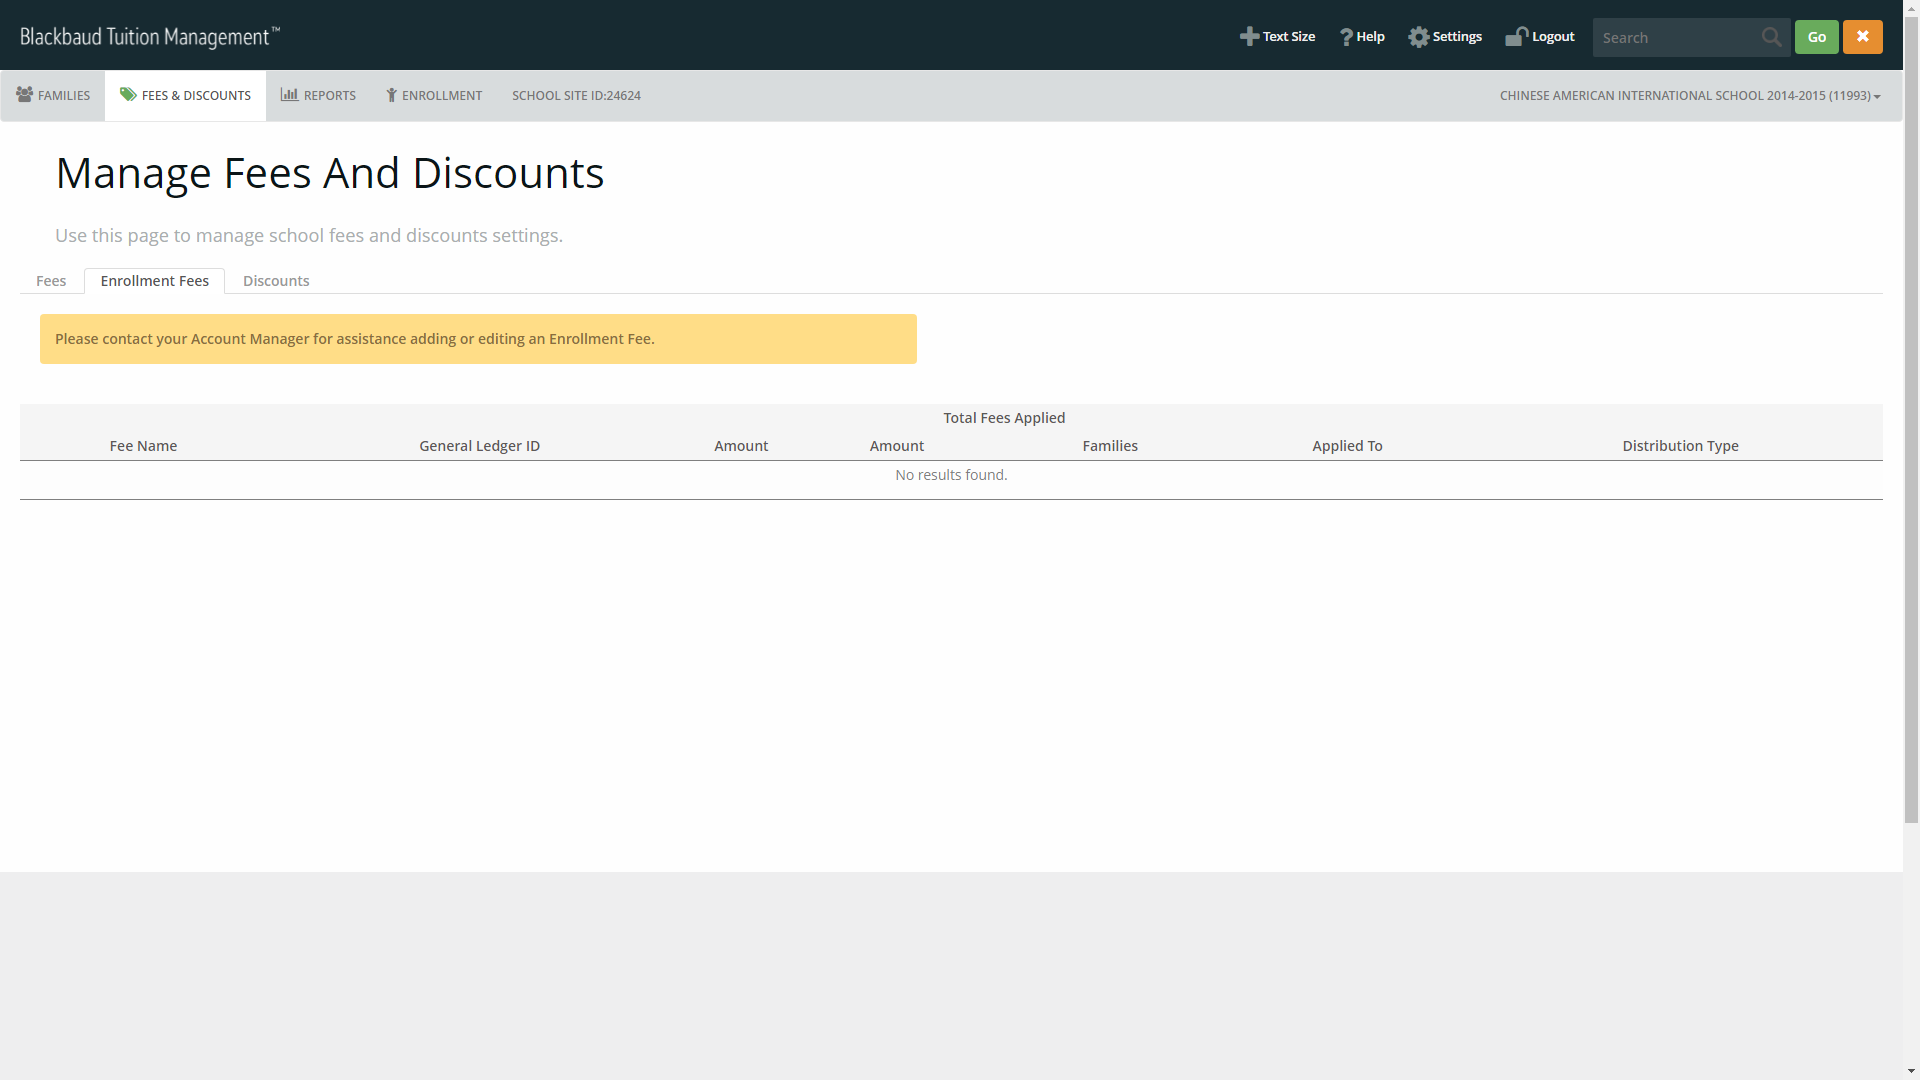 Blackbaud Tuition Management™
Text Size
Help
Settings
Logout
Search
Go
FAMILIES
FEES & DISCOUNTS
REPORTS
ENROLLMENT
SCHOOL SITE ID:24624
CHINESE AMERICAN INTERNATIONAL SCHOOL 2014-2015 (11993)
Manage Fees And Discounts
Use this page to manage school fees and discounts settings.
Fees
Enrollment Fees
Discounts
Please contact your Account Manager for assistance adding or editing an Enrollment Fee.
Total Fees Applied
Fee Name
General Ledger ID
Amount
Amount
Families
Applied To
Distribution Type
No results found.